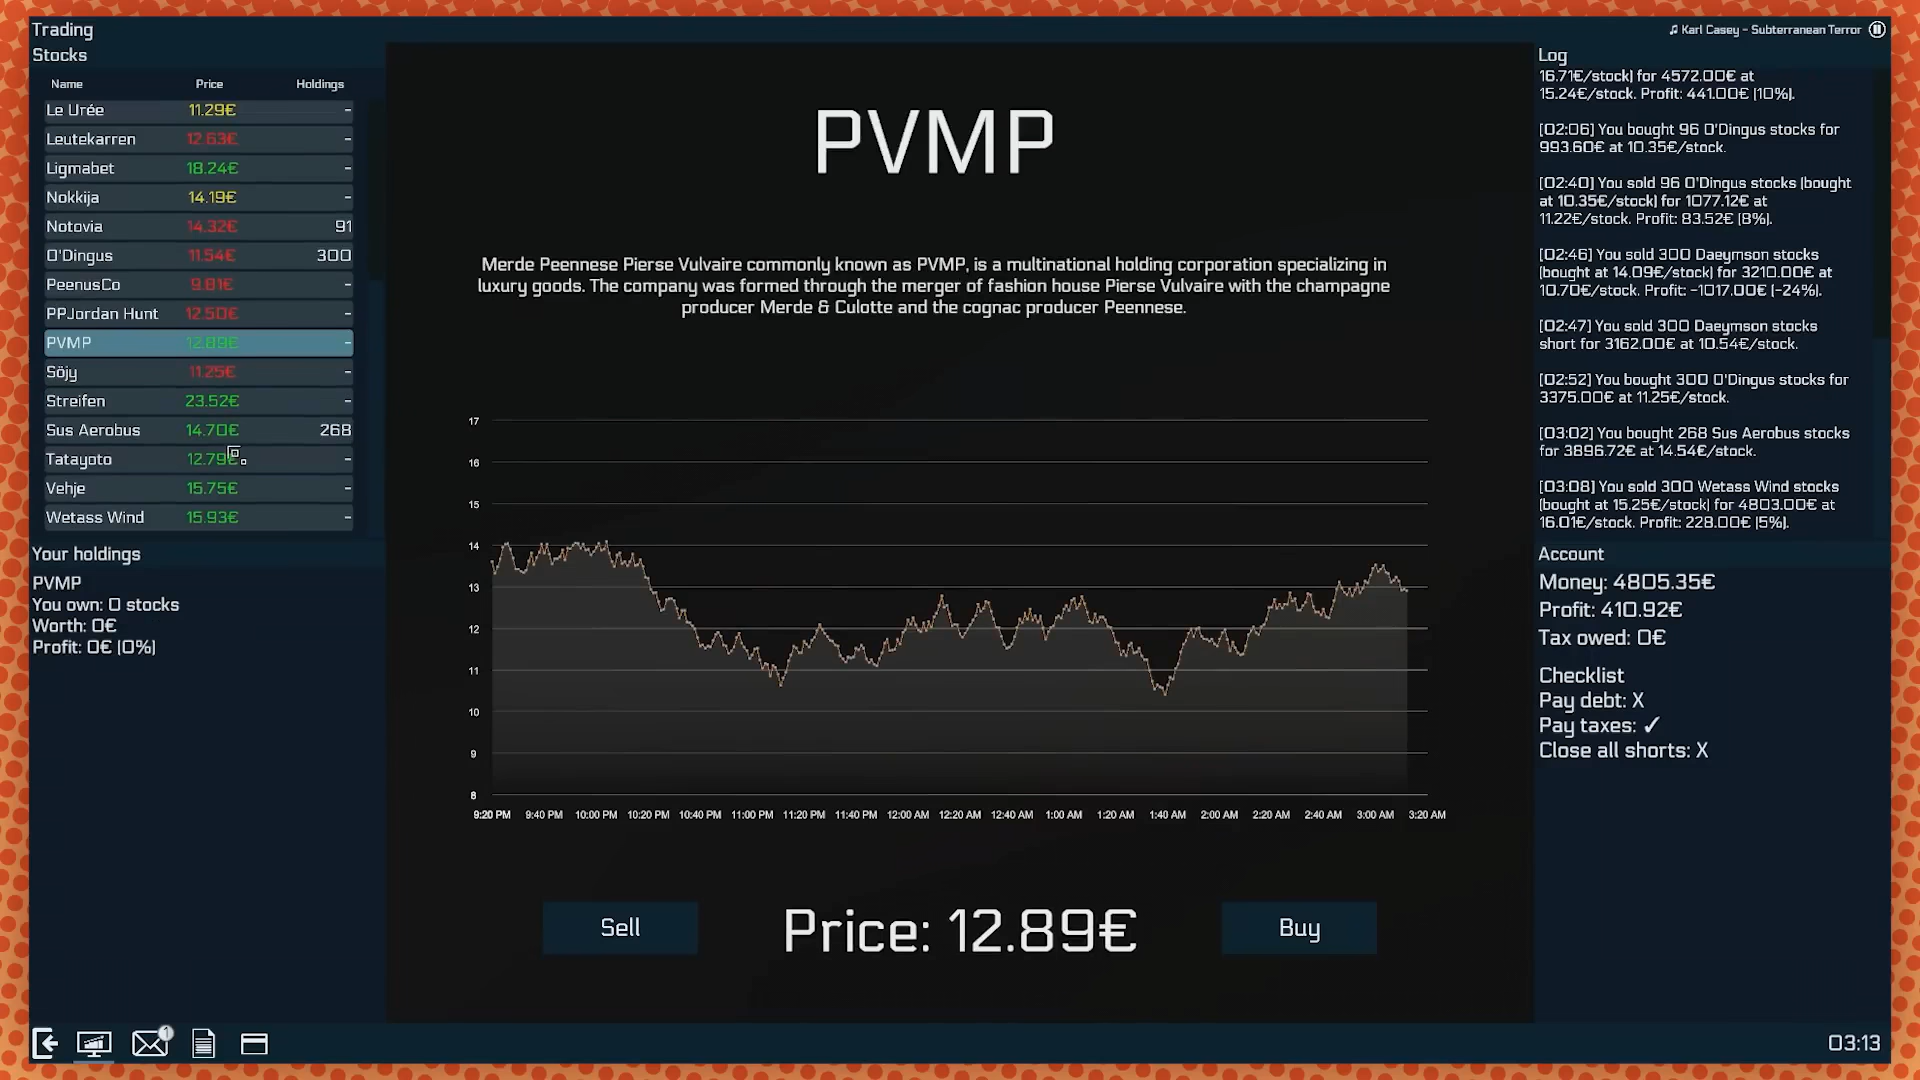 Trading
♫ Karl Casey - Subterranean Terror
Stocks
Name Price Holdings
Le Urée 11.29€ -
Leutekarren 12.63€ -
Ligmabet 18.24€ -
Nokkija 14.19€ -
Notovia 14.32€ 91
O'Dingus 11.54€ 300
PeenusCo 9.81€ -
PPJordan Hunt 12.50€ -
PVMP 12.89€ -
Söjy 11.25€ -
Streifen 23.52€ -
Sus Aerobus 14.70€ 268
Tatayoto 12.79€ -
Vehje 15.75€ -
Wetass Wind 15.93€ -
Your holdings
PVMP
You own: 0 stocks
Worth: 0€
Profit: 0€ (0%)
PVMP
Merde Peennese Pierse Vulvaire commonly known as PVMP, is a multinational holding corporation specializing in
luxury goods. The company was formed through the merger of fashion house Pierse Vulvaire with the champagne
producer Merde & Culotte and the cognac producer Peennese.
17
16
15
14
13
12
11
10
9
8
9:20 PM 9:40 PM 10:00 PM 10:20 PM 10:40 PM 11:00 PM 11:20 PM 11:40 PM 12:00 AM 12:20 AM 12:40 AM 1:00 AM 1:20 AM 1:40 AM 2:00 AM 2:20 AM 2:40 AM 3:00 AM 3:20 AM
Sell
Price: 12.89€
Buy
Log
16.71€/stock) for 4572.00€ at
15.24€/stock. Profit: 441.00€ (10%).
[02:06] You bought 96 O'Dingus stocks for
993.60€ at 10.35€/stock.
[02:40] You sold 96 O'Dingus stocks (bought
at 10.35€/stock) for 1077.12€ at
11.22€/stock. Profit: 83.52€ (8%).
[02:46] You sold 300 Daeymson stocks
(bought at 14.09€/stock) for 3210.00€ at
10.70€/stock. Profit: -1017.00€ (-24%).
[02:47] You sold 300 Daeymson stocks
short for 3162.00€ at 10.54€/stock.
[02:52] You bought 300 O'Dingus stocks for
3375.00€ at 11.25€/stock.
[03:02] You bought 268 Sus Aerobus stocks
for 3896.72€ at 14.54€/stock.
[03:08] You sold 300 Wetass Wind stocks
(bought at 15.25€/stock) for 4803.00€ at
16.01€/stock. Profit: 228.00€ (5%).
Account
Money: 4805.35€
Profit: 410.92€
Tax owed: 0€
Checklist
Pay debt: X
Pay taxes: ✓
Close all shorts: X
1
03:13